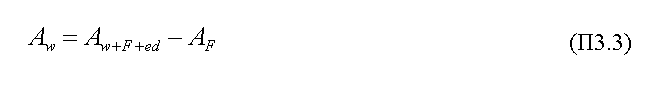 A_w = A_{w+F+ed} − A_F (П3.3)